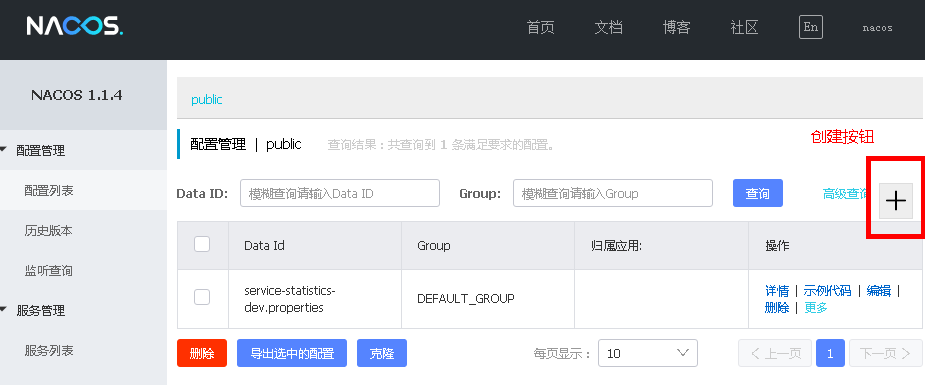 NACOS.
首页 文档 博客 社区 En nacos
NACOS 1.1.4
配置管理
配置列表
历史版本
监听查询
服务管理
服务列表
public
配置管理 | public 查询结果：共查询到 1 条满足要求的配置。
创建按钮
Data ID: 模糊查询请输入Data ID Group: 模糊查询请输入Group 查询 高级查询
Data Id Group 归属应用: 操作
service-statistics-
dev.properties
DEFAULT_GROUP
详情 | 示例代码 | 编辑 |
删除 | 更多
删除 导出选中的配置 克隆 每页显示： 10 < 上一页 1 下一页 >